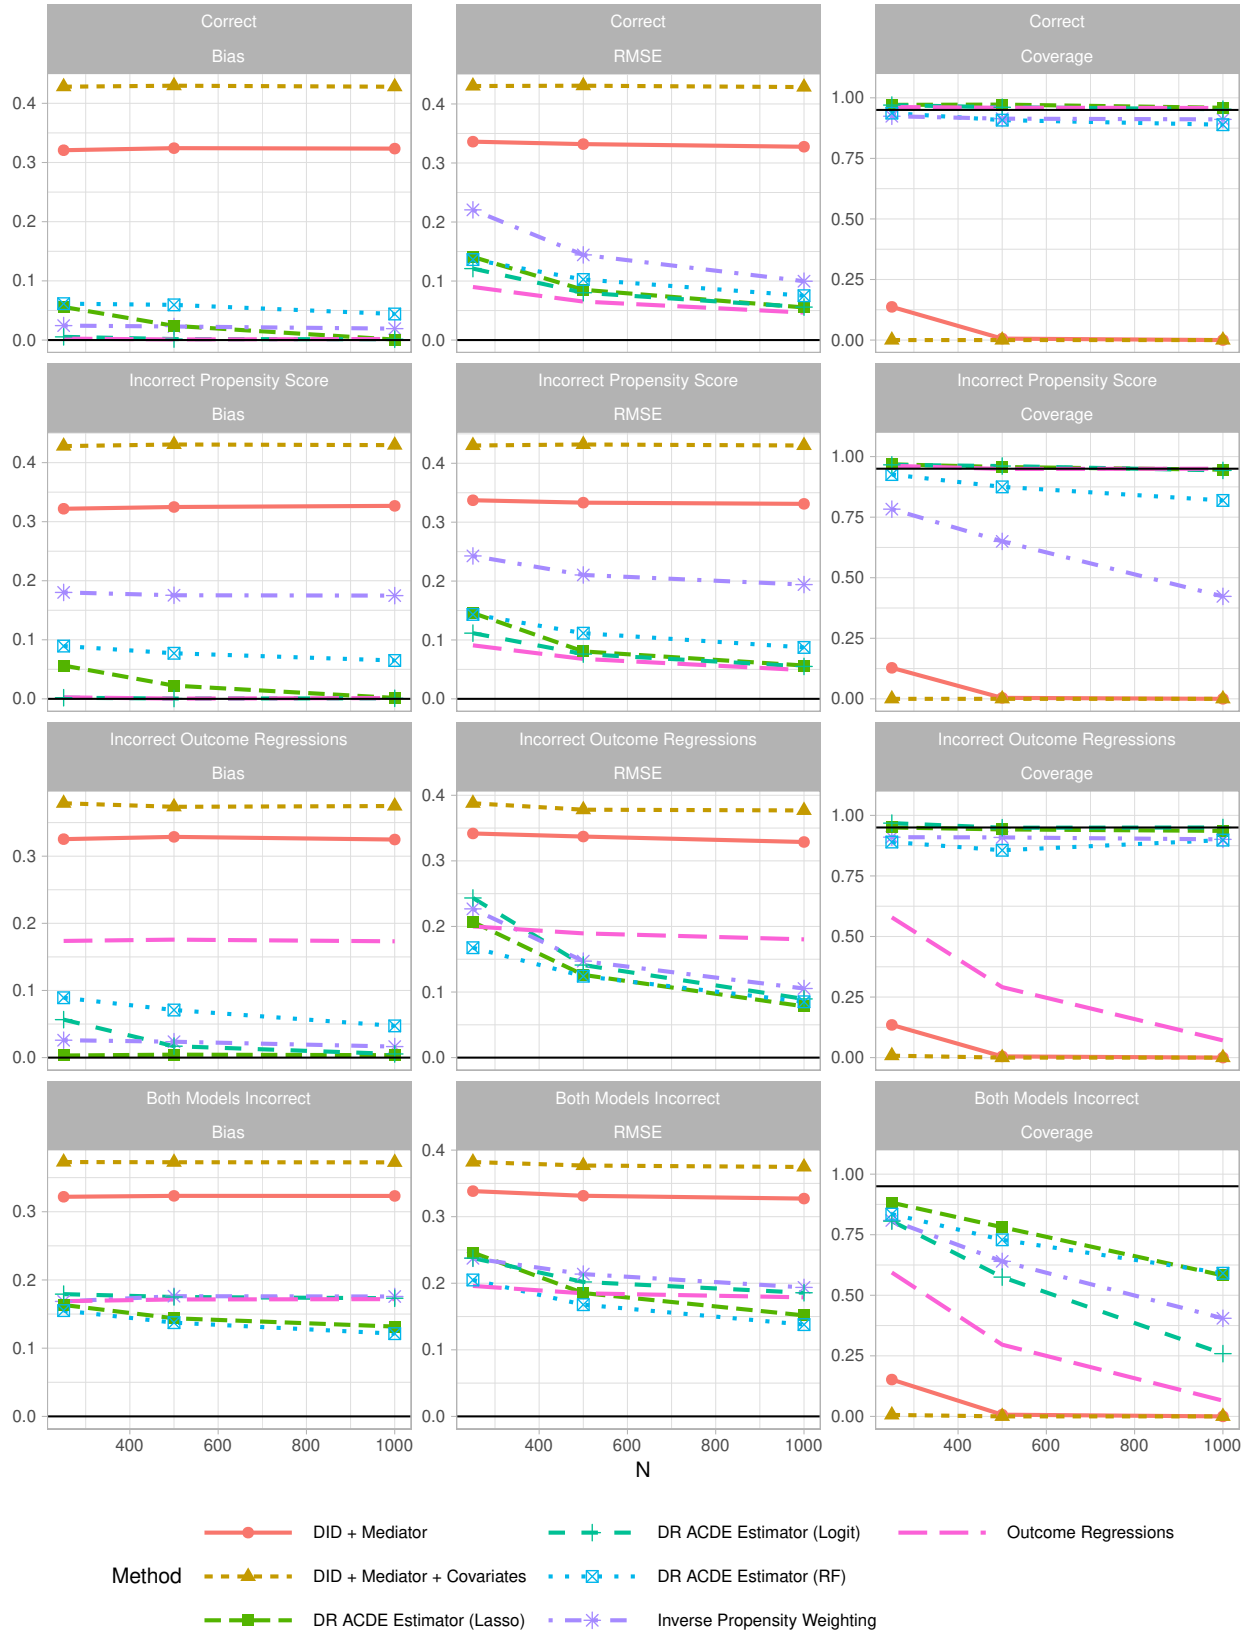 Correct
Bias
Correct
RMSE
Correct
Coverage
0.4
0.3
0.2
0.1
0.0
0.4
0.3
0.2
0.1
0.0
1.00
0.75
0.50
0.25
0.00
Incorrect Propensity Score
Bias
Incorrect Propensity Score
RMSE
Incorrect Propensity Score
Coverage
0.4
0.3
0.2
0.1
0.0
0.4
0.3
0.2
0.1
0.0
1.00
0.75
0.50
0.25
0.00
Incorrect Outcome Regressions
Bias
Incorrect Outcome Regressions
RMSE
Incorrect Outcome Regressions
Coverage
0.3
0.2
0.1
0.0
0.4
0.3
0.2
0.1
0.0
1.00
0.75
0.50
0.25
0.00
Both Models Incorrect
Bias
Both Models Incorrect
RMSE
Both Models Incorrect
Coverage
0.3
0.2
0.1
0.0
0.4
0.3
0.2
0.1
0.0
1.00
0.75
0.50
0.25
0.00
400 600 800 1000
400 600 800 1000
400 600 800 1000
N
Method
DID + Mediator
DID + Mediator + Covariates
DR ACDE Estimator (Lasso)
DR ACDE Estimator (Logit)
DR ACDE Estimator (RF)
Inverse Propensity Weighting
Outcome Regressions